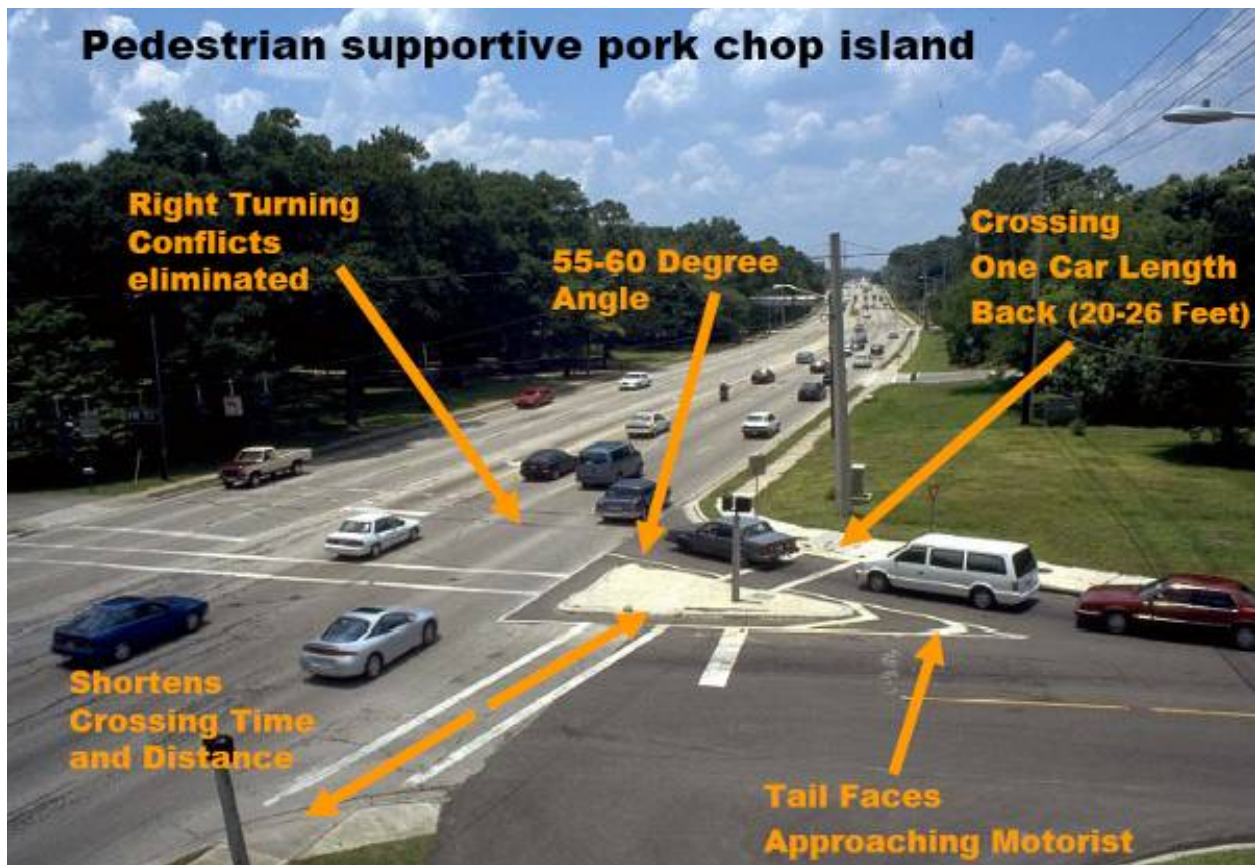 Pedestrian supportive pork chop island
Right Turning
Conflicts
eliminated
55-60 Degree
Angle
Crossing
One Car Length
Back (20-26 Feet)
Shortens
Crossing Time
and Distance
Tail Faces
Approaching Motorist